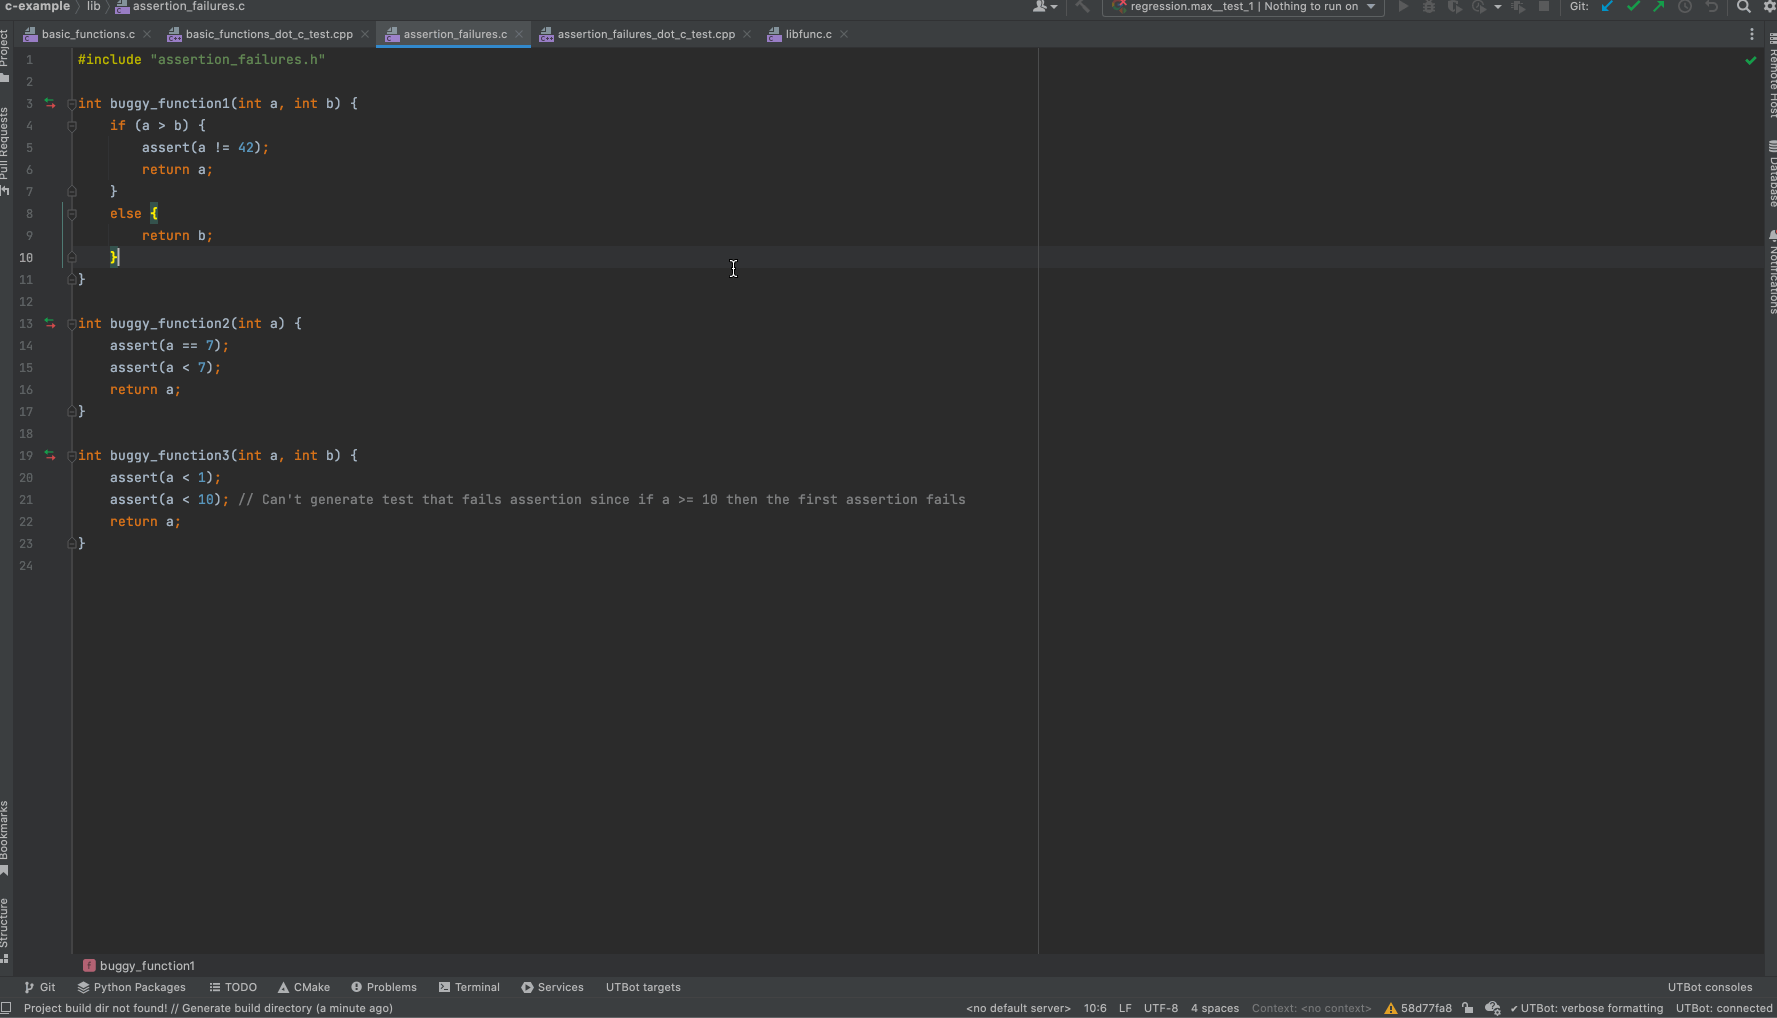 c-example 〉 lib 〉 assertion_failures.c
regression.max__test_1 | Nothing to run on
Git:
basic_functions.c
basic_functions_dot_c_test.cpp
assertion_failures.c
assertion_failures_dot_c_test.cpp
libfunc.c
Project
Pull Requests
Bookmarks
Structure
Remote Host
Database
Notifications
1 #include "assertion_failures.h"
2
3 int buggy_function1(int a, int b) {
4     if (a > b) {
5         assert(a != 42);
6         return a;
7     }
8     else {
9         return b;
10     }
11 }
12
13 int buggy_function2(int a) {
14     assert(a == 7);
15     assert(a < 7);
16     return a;
17 }
18
19 int buggy_function3(int a, int b) {
20     assert(a < 1);
21     assert(a < 10); // Can't generate test that fails assertion since if a >= 10 then the first assertion fails
22     return a;
23 }
24
f buggy_function1
Git
Python Packages
TODO
CMake
Problems
Terminal
Services
UTBot targets
UTBot consoles
Project build dir not found! // Generate build directory (a minute ago)
<no default server>
10:6
LF
UTF-8
4 spaces
Context: <no context>
58d77fa8
✓ UTBot: verbose formatting
UTBot: connected